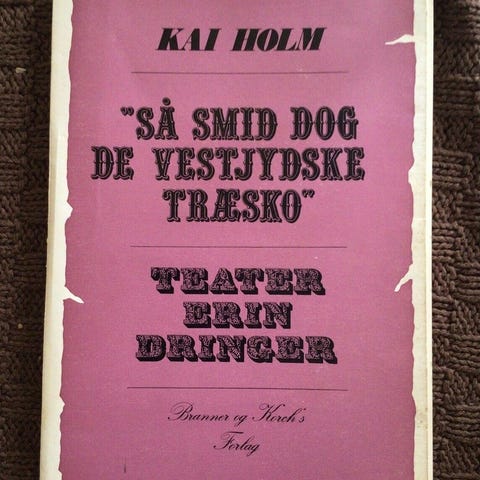 KAI HOLM
"SÅ SMID DOG
DE VESTJYDSKE
TRÆSKO"
TEATER
ERIN
DRINGER
Branner og Korch's
Forlag